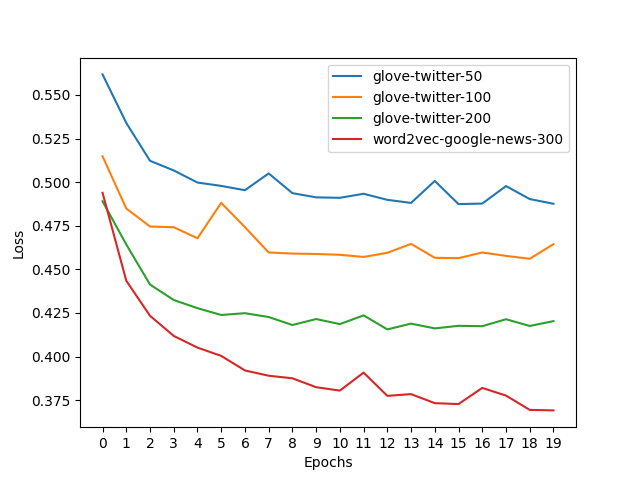 glove-twitter-50
glove-twitter-100
glove-twitter-200
word2vec-google-news-300
0.550
0.525
0.500
0.475
0.450
0.425
0.400
0.375
Loss
0 1 2 3 4 5 6 7 8 9 10 11 12 13 14 15 16 17 18 19
Epochs